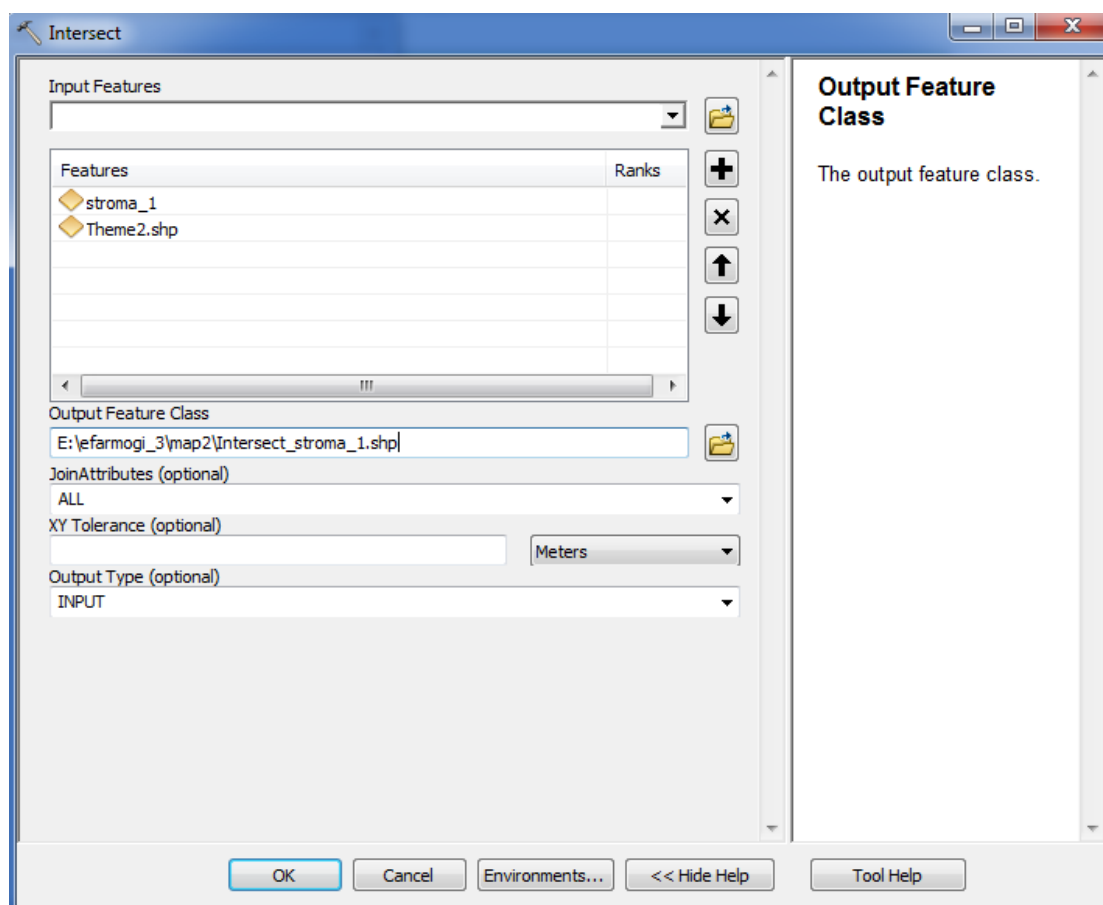 Intersect
Input Features
Features Ranks
stroma_1
Theme2.shp
Output Feature Class
E:\efarmogi_3\map2\Intersect_stroma_1.shp
JoinAttributes (optional)
ALL
XY Tolerance (optional)
Meters
Output Type (optional)
INPUT
Output Feature
Class
The output feature class.
OK Cancel Environments... << Hide Help Tool Help